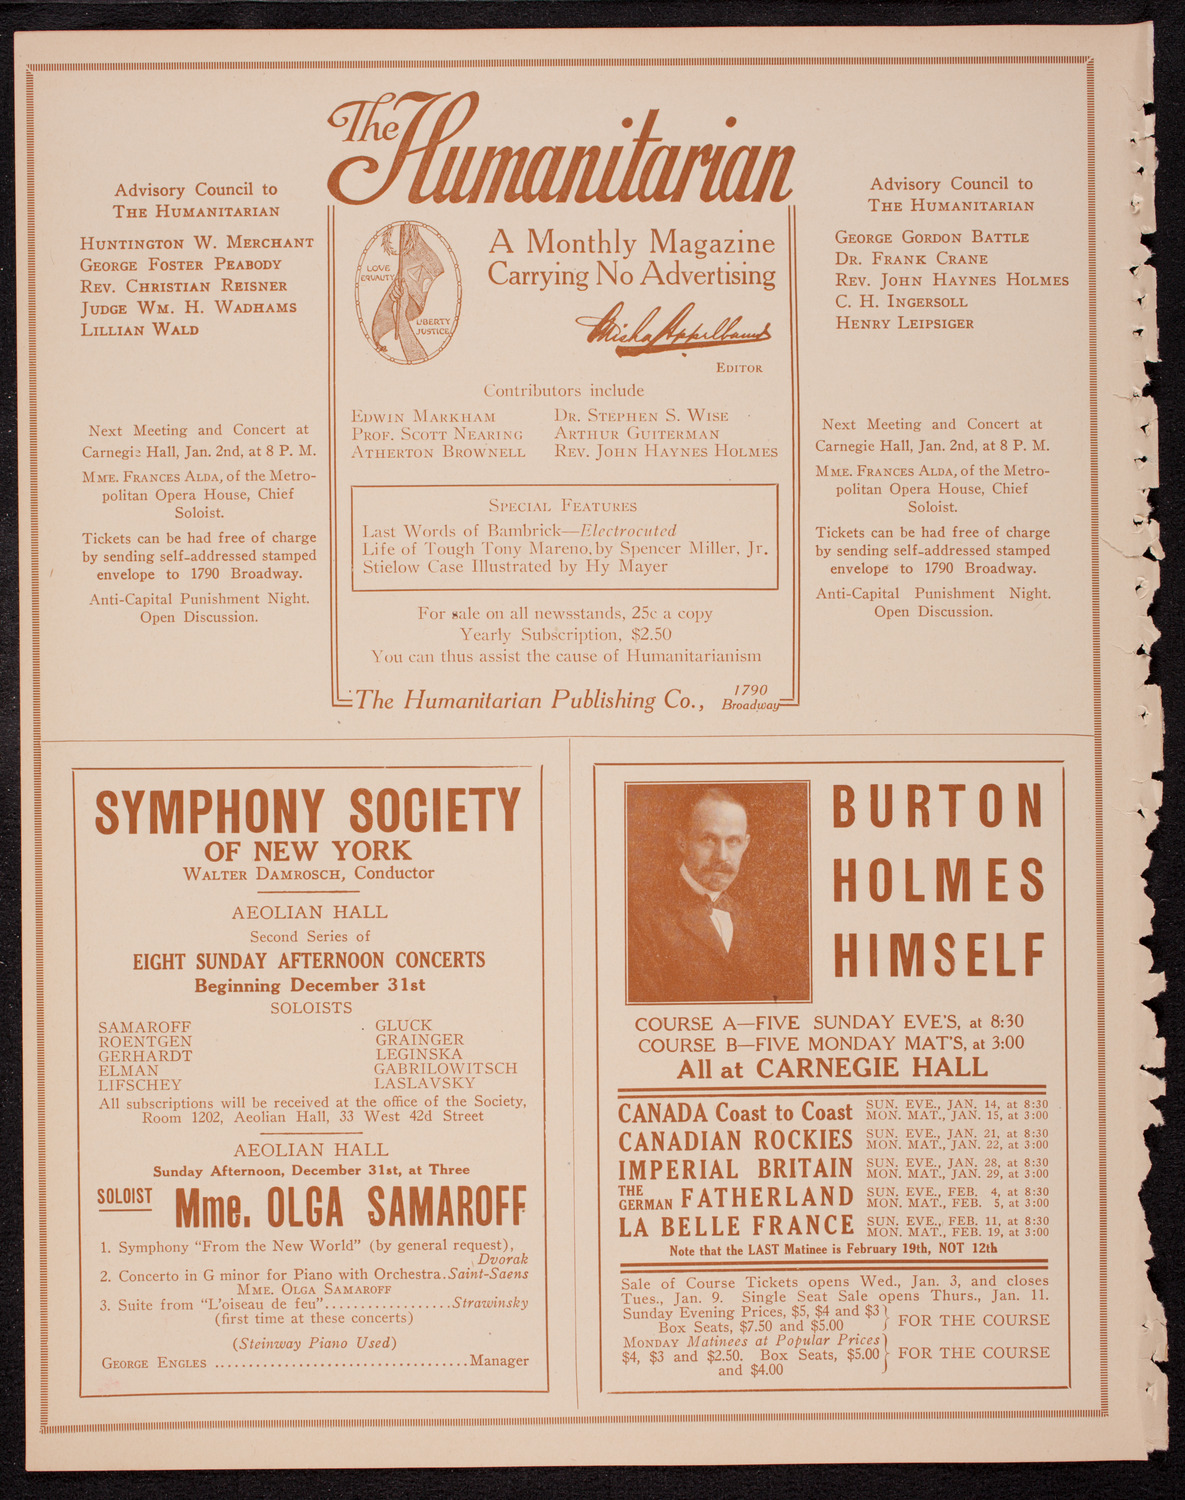 The Humanitarian
Advisory Council to
THE HUMANITARIAN
HUNTINGTON W. MERCHANT
GEORGE FOSTER PEABODY
REV. CHRISTIAN REISNER
JUDGE WM. H. WADHAMS
LILLIAN WALD
Next Meeting and Concert at
Carnegie Hall, Jan. 2nd, at 8 P. M.
MME. FRANCES ALDA, of the Metro-
politan Opera House, Chief
Soloist.
Tickets can be had free of charge
by sending self-addressed stamped
envelope to 1790 Broadway.
Anti-Capital Punishment Night.
Open Discussion.
LOVE
EQUALITY
LIBERTY
JUSTICE
A Monthly Magazine
Carrying No Advertising
Misha Appelbaum
EDITOR
Contributors include
EDWIN MARKHAM
PROF. SCOTT NEARING
ATHERTON BROWNELL
DR. STEPHEN S. WISE
ARTHUR GUITERMAN
REV. JOHN HAYNES HOLMES
SPECIAL FEATURES
Last Words of Bambrick—Electrocuted
Life of Tough Tony Mareno, by Spencer Miller, Jr.
Stielow Case Illustrated by Hy Mayer
For sale on all newsstands, 25c a copy
Yearly Subscription, $2.50
You can thus assist the cause of Humanitarianism
The Humanitarian Publishing Co., 1790 Broadway
Advisory Council to
THE HUMANITARIAN
GEORGE GORDON BATTLE
DR. FRANK CRANE
REV. JOHN HAYNES HOLMES
C. H. INGERSOLL
HENRY LEIPSIGER
Next Meeting and Concert at
Carnegie Hall, Jan. 2nd, at 8 P. M.
MME. FRANCES ALDA, of the Metro-
politan Opera House, Chief
Soloist.
Tickets can be had free of charge
by sending self-addressed stamped
envelope to 1790 Broadway.
Anti-Capital Punishment Night.
Open Discussion.
SYMPHONY SOCIETY
OF NEW YORK
WALTER DAMROSCH, Conductor
AEOLIAN HALL
Second Series of
EIGHT SUNDAY AFTERNOON CONCERTS
Beginning December 31st
SOLOISTS
SAMAROFF
ROENTGEN
GERHARDT
ELMAN
LIFSCHEY
GLUCK
GRAINGER
LEGINSKA
GABRILOWITSCH
LASLAVSKY
All subscriptions will be received at the office of the Society,
Room 1202, Aeolian Hall, 33 West 42d Street
AEOLIAN HALL
Sunday Afternoon, December 31st, at Three
SOLOIST Mme. OLGA SAMAROFF
1. Symphony "From the New World" (by general request),
Dvorak
2. Concerto in G minor for Piano with Orchestra.Saint-Saens
MME. OLGA SAMAROFF
3. Suite from "L'oiseau de feu"..................Strawinsky
(first time at these concerts)
(Steinway Piano Used)
GEORGE ENGLES ..................................Manager
BURTON
HOLMES
HIMSELF
COURSE A—FIVE SUNDAY EVE'S, at 8:30
COURSE B—FIVE MONDAY MAT'S, at 3:00
All at CARNEGIE HALL
CANADA Coast to Coast SUN. EVE., JAN. 14, at 8:30
MON. MAT., JAN. 15, at 3:00
CANADIAN ROCKIES SUN. EVE., JAN. 21, at 8:30
MON. MAT., JAN. 22, at 3:00
IMPERIAL BRITAIN SUN. EVE., JAN. 28, at 8:30
MON. MAT., JAN. 29, at 3:00
THE GERMAN FATHERLAND SUN. EVE., FEB. 4, at 8:30
MON. MAT., FEB. 5, at 3:00
LA BELLE FRANCE SUN. EVE., FEB. 11, at 8:30
MON. MAT., FEB. 19, at 3:00
Note that the LAST Matinee is February 19th, NOT 12th
Sale of Course Tickets opens Wed., Jan. 3, and closes
Tues., Jan. 9. Single Seat Sale opens Thurs., Jan. 11.
Sunday Evening Prices, $5, $4 and $3
Box Seats, $7.50 and $5.00 } FOR THE COURSE
MONDAY Matinees at Popular Prices
$4, $3 and $2.50. Box Seats, $5.00 } FOR THE COURSE
and $4.00